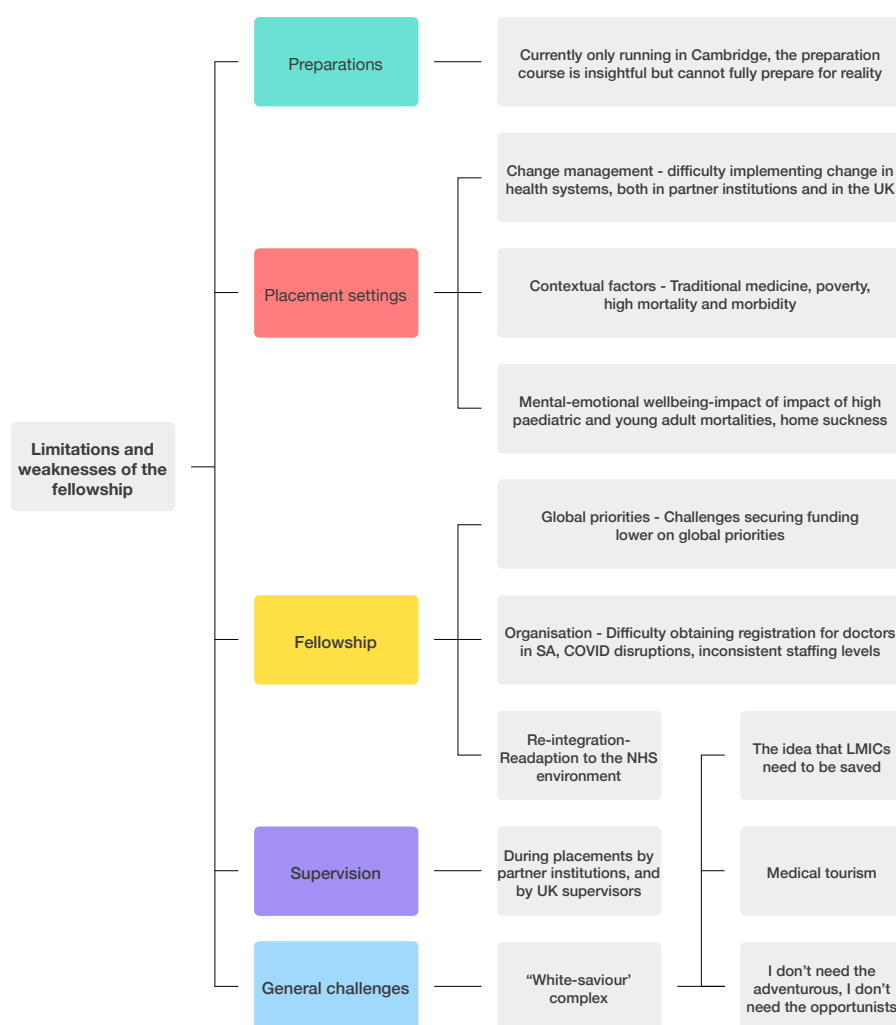 Preparations
Currently only running in Cambridge, the preparation
course is insightful but cannot fully prepare for reality
Change management - difficulty implementing change in
health systems, both in partner institutions and in the UK
Placement settings
Contextual factors - Traditional medicine, poverty,
high mortality and morbidity
Mental-emotional wellbeing-impact of impact of high
paediatric and young adult mortalities, home suckness
Limitations and
weaknesses of the
fellowship
Global priorities - Challenges securing funding
lower on global priorities
Fellowship
Organisation - Difficulty obtaining registration for doctors
in SA, COVID disruptions, inconsistent staffing levels
Re-integration-
Readaption to the NHS
environment
The idea that LMICs
need to be saved
Supervision
During placements by
partner institutions, and
by UK supervisors
Medical tourism
General challenges
“White-saviour’
complex
I don’t need the
adventurous, I don’t
need the opportunists